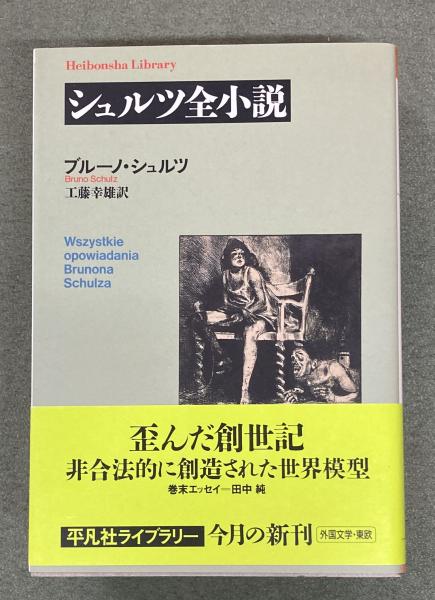 Heibonsha Library
シュルツ全小説
ブルーノ・シュルツ
Bruno Schulz
工藤幸雄訳
Wszystkie
opowiadania
Brunona
Schulza
歪んだ創世記
非合法的に創造された世界模型
巻末エッセイ―田中 純
平凡社ライブラリー 今月の新刊 外国文学・東欧